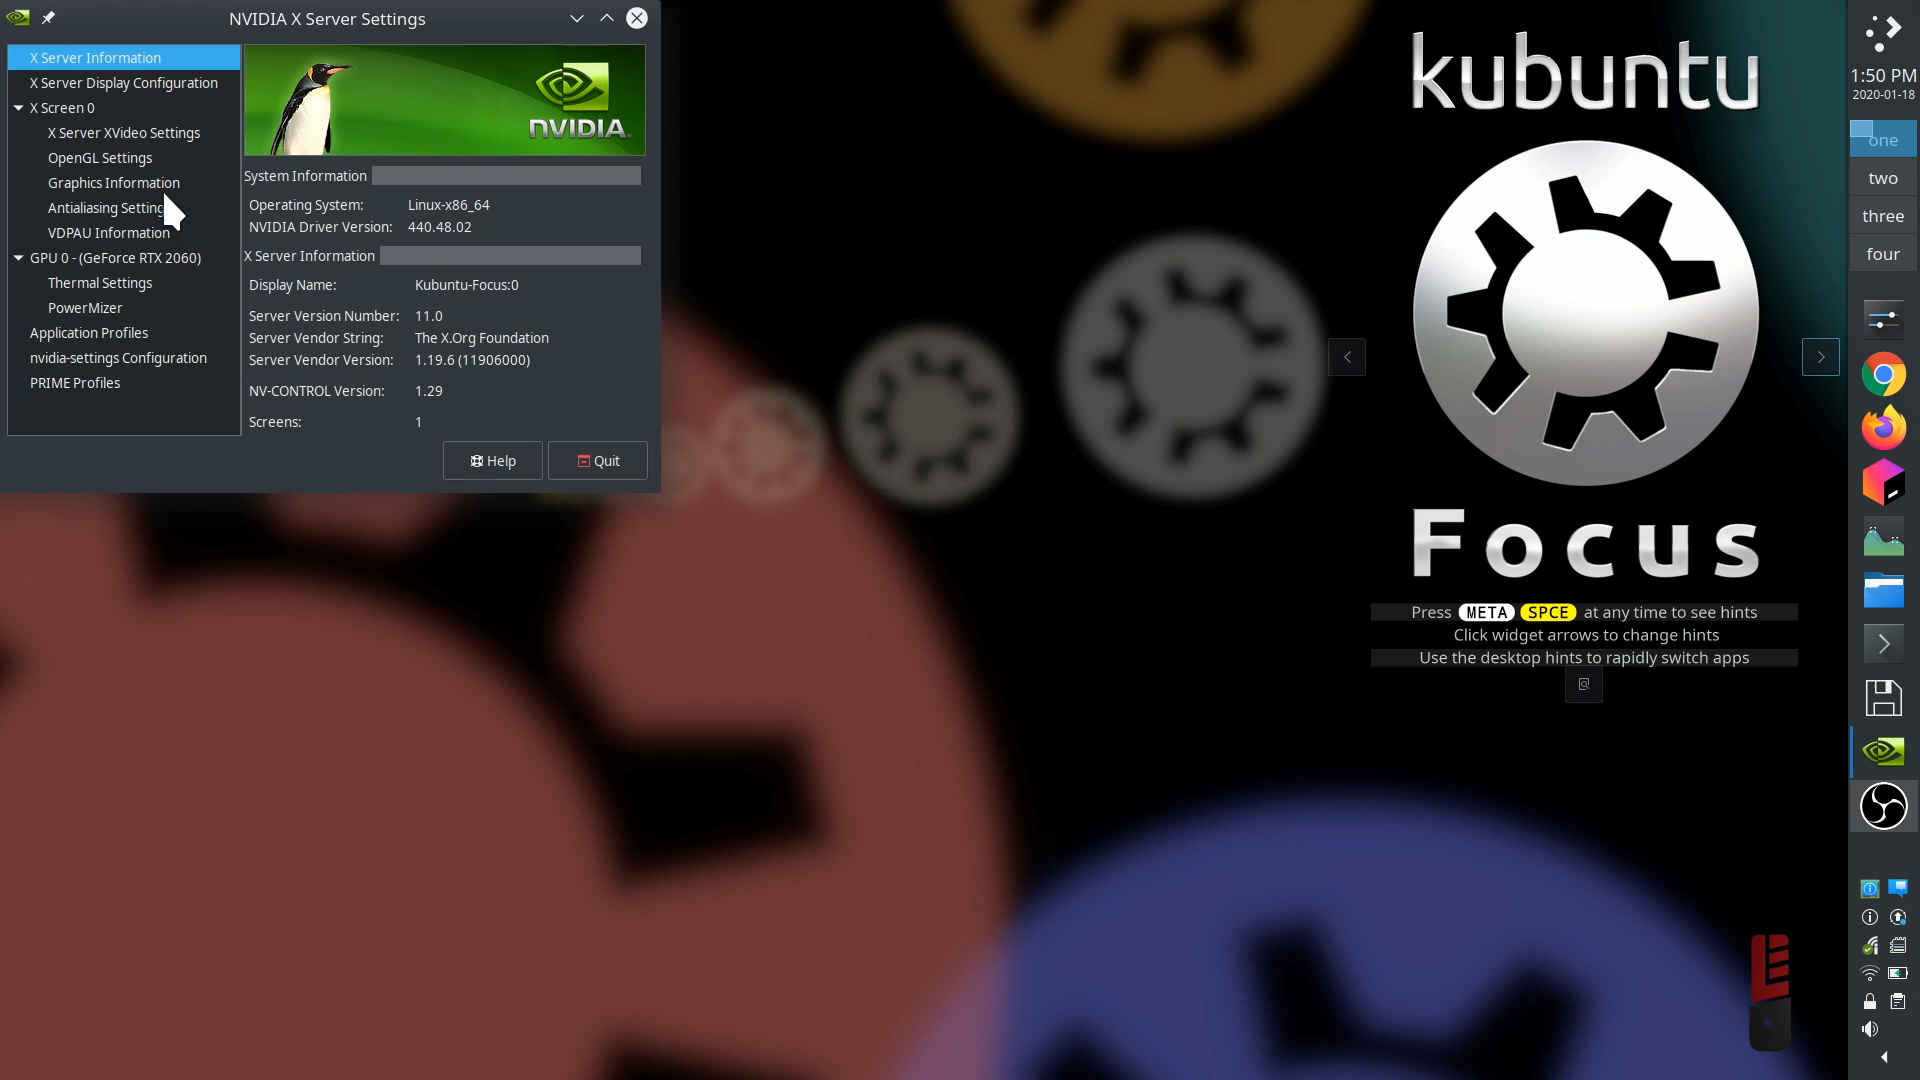 NVIDIA X Server Settings
X Server Information
X Server Display Configuration
X Screen 0
X Server XVideo Settings
OpenGL Settings
Graphics Information
Antialiasing Setting
VDPAU Information
GPU 0 - (GeForce RTX 2060)
Thermal Settings
PowerMizer
Application Profiles
nvidia-settings Configuration
PRIME Profiles
NVIDIA.
System Information
Operating System: Linux-x86_64
NVIDIA Driver Version: 440.48.02
X Server Information
Display Name: Kubuntu-Focus:0
Server Version Number: 11.0
Server Vendor String: The X.Org Foundation
Server Vendor Version: 1.19.6 (11906000)
NV-CONTROL Version: 1.29
Screens: 1
Help Quit
kubuntu
Focus
Press META SPCE at any time to see hints
Click widget arrows to change hints
Use the desktop hints to rapidly switch apps
1:50 PM
2020-01-18
one
two
three
four